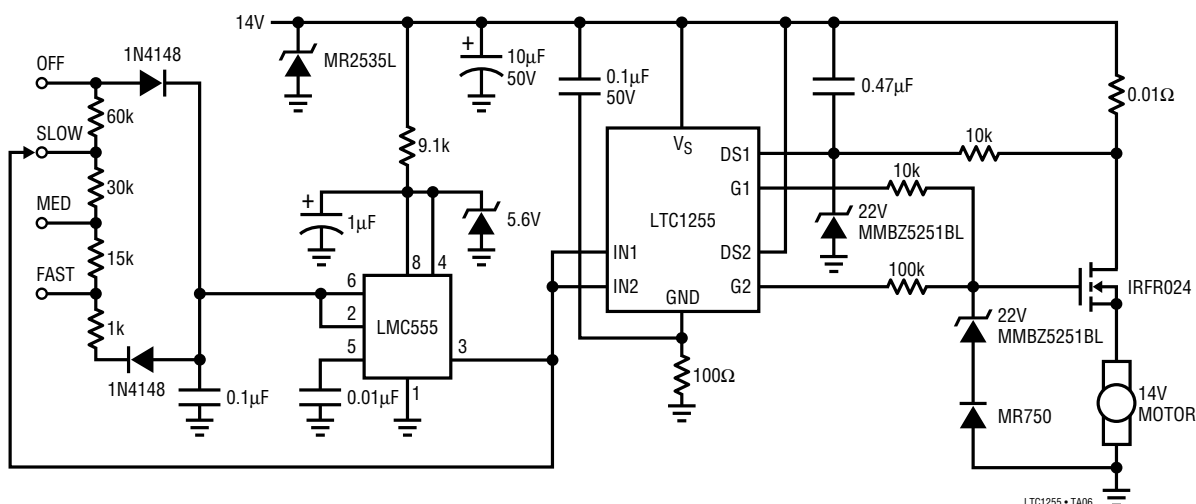 14V
MR2535L
+
10μF
50V
0.1μF
50V
0.47μF
0.01Ω
OFF
1N4148
60k
SLOW
30k
MED
15k
FAST
1k
1N4148
0.1μF
9.1k
+
1μF
5.6V
8
4
6
2
5
3
1
LMC555
0.01μF
VS
DS1
G1
LTC1255
DS2
IN1
IN2
G2
GND
100Ω
10k
10k
22V
MMBZ5251BL
100k
IRFR024
22V
MMBZ5251BL
MR750
14V
MOTOR
LTC1255 • TA06